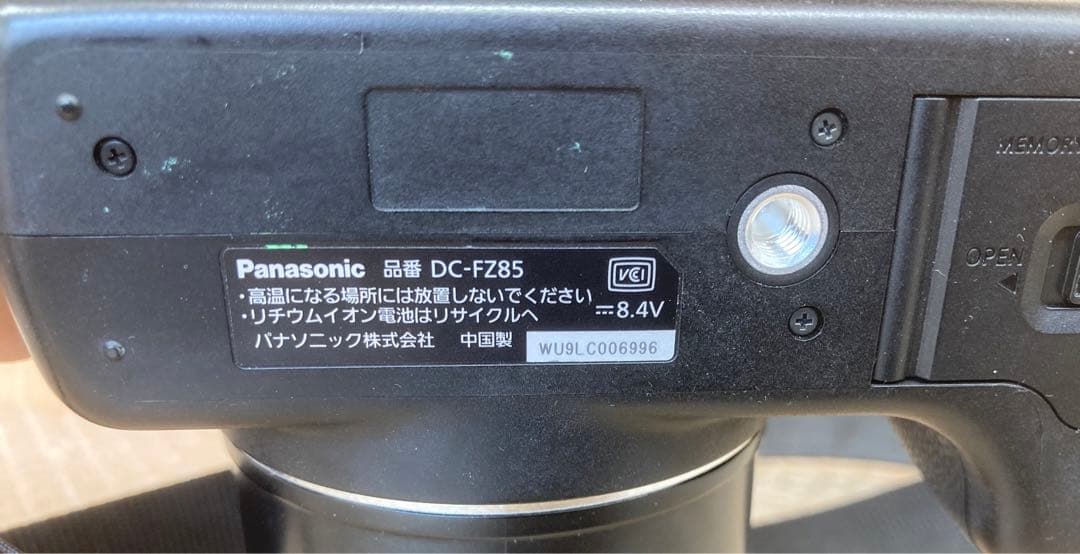 MEMORY
OPEN
Panasonic 品番 DC-FZ85
VCI
・高温になる場所には放置しないでください
・リチウムイオン電池はリサイクルへ
⎓8.4V
パナソニック株式会社 中国製
WU9LC006996